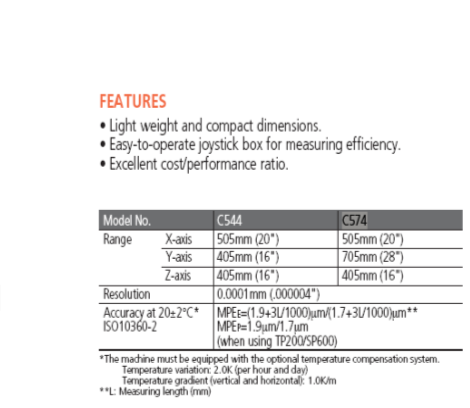 FEATURES
• Light weight and compact dimensions.
• Easy-to-operate joystick box for measuring efficiency.
• Excellent cost/performance ratio.
Model No. C544 C574
Range X-axis 505mm (20") 505mm (20")
Y-axis 405mm (16") 705mm (28")
Z-axis 405mm (16") 405mm (16")
Resolution 0.0001mm (.000004")
Accuracy at 20±2°C* MPEE=(1.9+3L/1000)µm/(1.7+3L/1000)µm**
ISO10360-2 MPEP=1.9µm/1.7µm
(when using TP200/SP600)
*The machine must be equipped with the optional temperature compensation system.
Temperature variation: 2.0K (per hour and day)
Temperature gradient (vertical and horizontal): 1.0K/m
**L: Measuring length (mm)